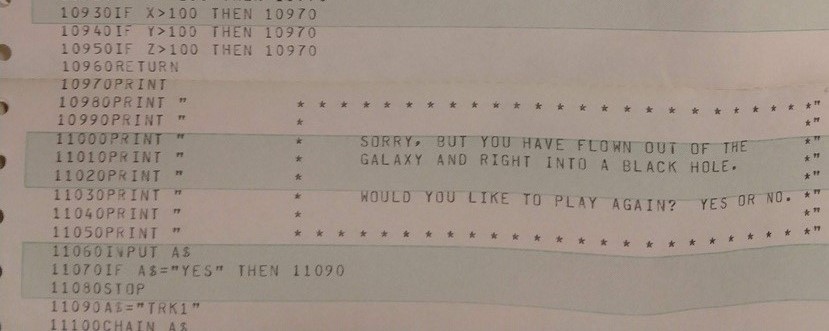 10930IF X>100 THEN 10970
10940IF Y>100 THEN 10970
10950IF Z>100 THEN 10970
10960RETURN
10970PRINT
10980PRINT "          * * * * * * * * * * * * * * * * * * * * * * * * *"
10990PRINT "          *                                               *"
11000PRINT "          *     SORRY, BUT YOU HAVE FLOWN OUT OF THE      *"
11010PRINT "          *     GALAXY AND RIGHT INTO A BLACK HOLE.       *"
11020PRINT "          *                                               *"
11030PRINT "          *     WOULD YOU LIKE TO PLAY AGAIN?  YES OR NO. *"
11040PRINT "          *                                               *"
11050PRINT "          * * * * * * * * * * * * * * * * * * * * * * * * *"
11060INPUT A$
11070IF A$="YES" THEN 11090
11080STOP
11090A$="TRK1"
11100CHAIN A$